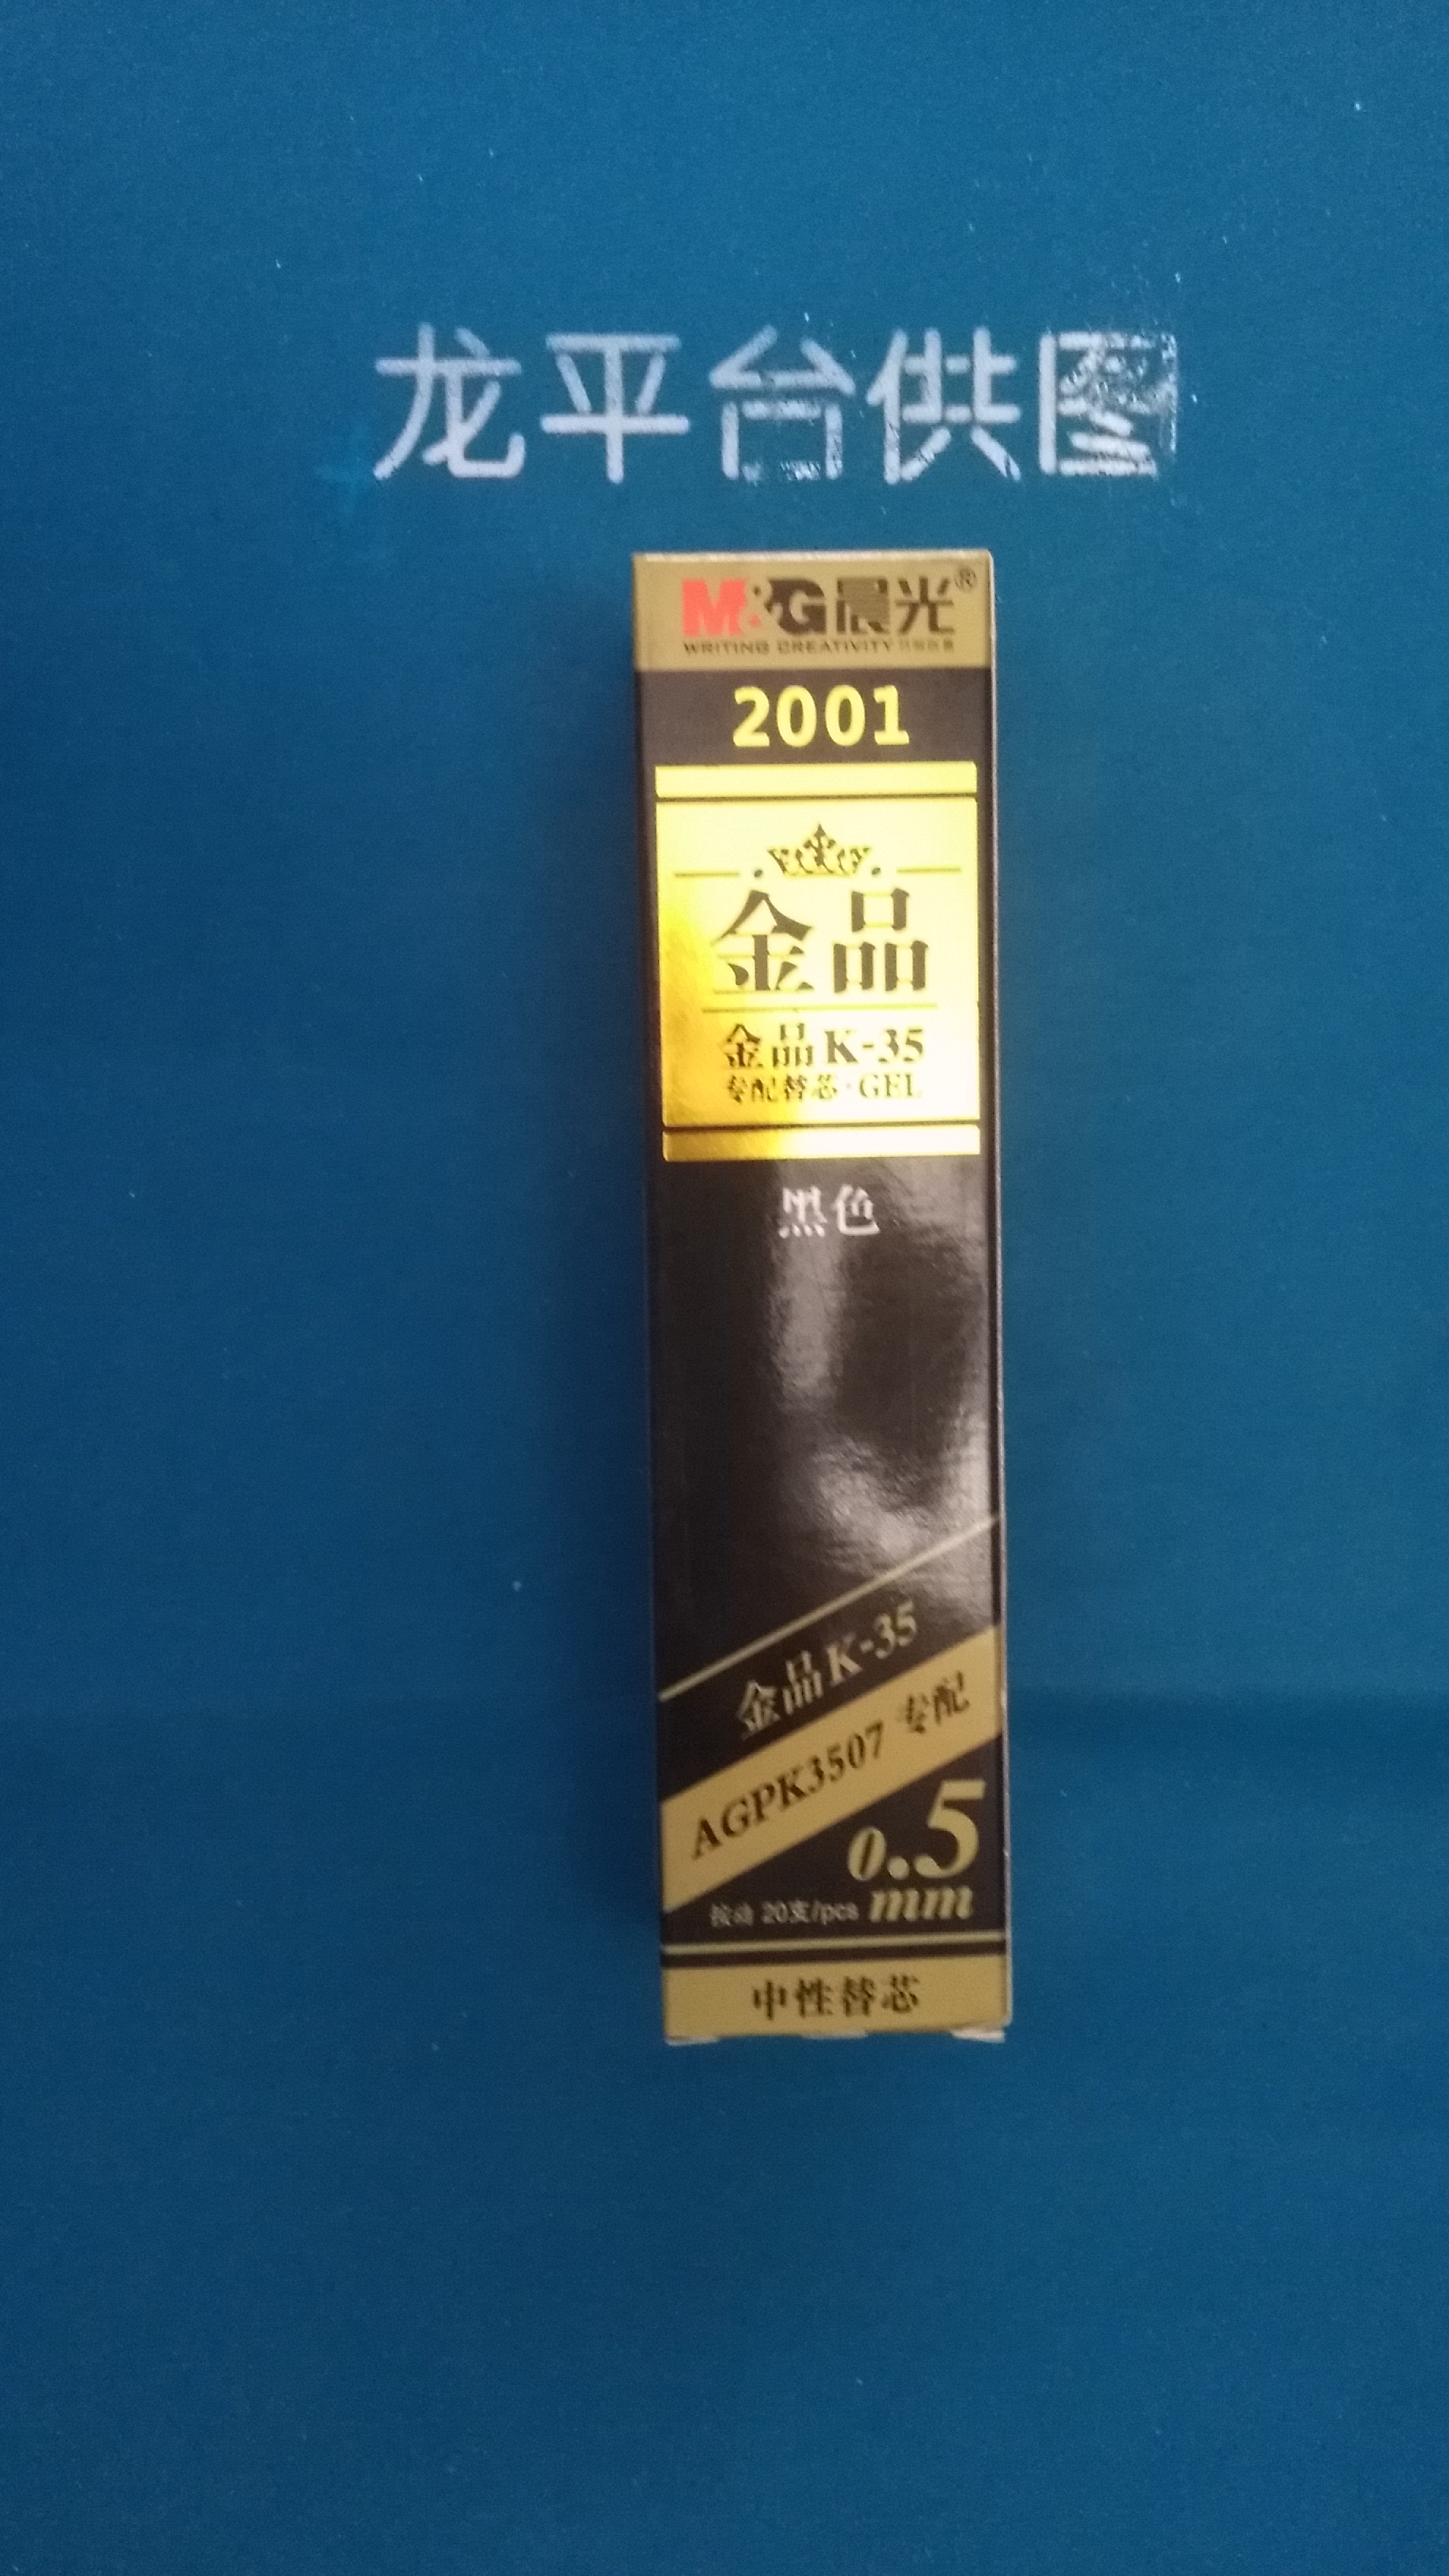 龙平台供图
M&G晨光®
WRITING CREATIVITY
2001
金品
金品K-35
专配替芯·GEL
黑色
金品K-35
AGPK3507 专配
0.5
mm
按动 20支/pcs
中性替芯